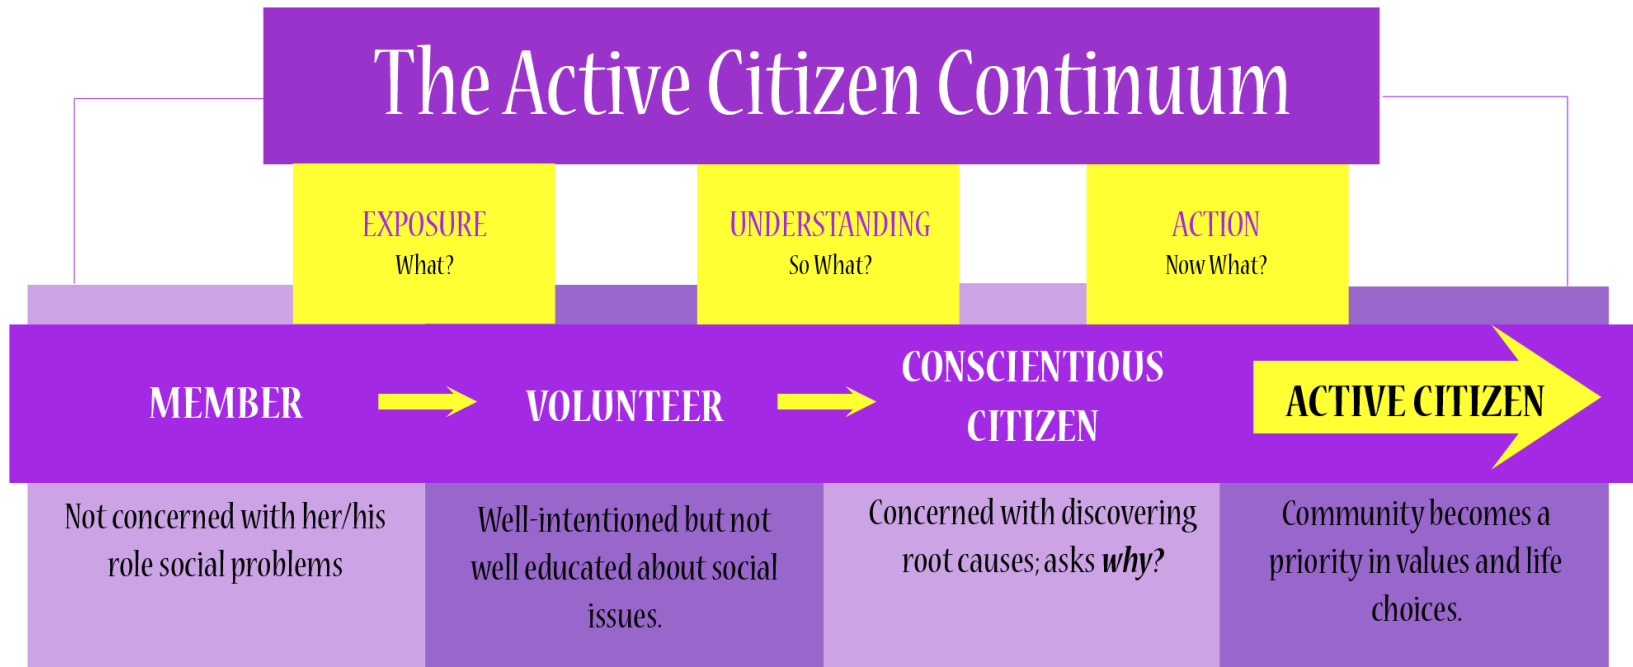 The Active Citizen Continuum
EXPOSURE
What?
UNDERSTANDING
So What?
ACTION
Now What?
MEMBER
VOLUNTEER
CONSCIENTIOUS
CITIZEN
ACTIVE CITIZEN
Not concerned with her/his
role social problems
Well-intentioned but not
well educated about social
issues.
Concerned with discovering
root causes; asks why?
Community becomes a
priority in values and life
choices.